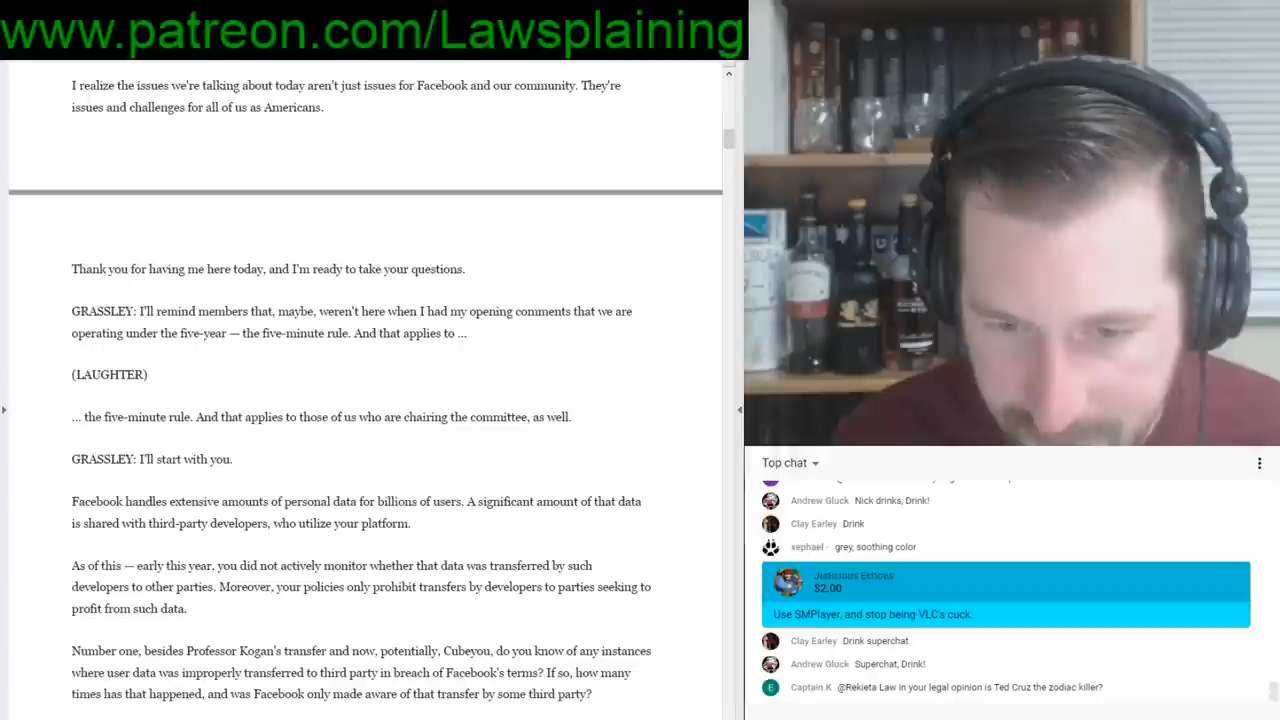 www.patreon.com/Lawsplaining
I realize the issues we're talking about today aren't just issues for Facebook and our community. They're
issues and challenges for all of us as Americans.
Thank you for having me here today, and I'm ready to take your questions.
GRASSLEY: I'll remind members that, maybe, weren't here when I had my opening comments that we are
operating under the five-year — the five-minute rule. And that applies to ...
(LAUGHTER)
... the five-minute rule. And that applies to those of us who are chairing the committee, as well.
GRASSLEY: I'll start with you.
Facebook handles extensive amounts of personal data for billions of users. A significant amount of that data
is shared with third-party developers, who utilize your platform.
As of this — early this year, you did not actively monitor whether that data was transferred by such
developers to other parties. Moreover, your policies only prohibit transfers by developers to parties seeking to
profit from such data.
Number one, besides Professor Kogan's transfer and now, potentially, Cubeyou, do you know of any instances
where user data was improperly transferred to third party in breach of Facebook's terms? If so, how many
times has that happened, and was Facebook only made aware of that transfer by some third party?
Top chat
Andrew Gluck Nick drinks, Drink!
Clay Earley Drink
xephael - grey, soothing color
Judicious Echoes
$2.00
Use SMPlayer, and stop being VLC's cuck.
Clay Earley Drink superchat
Andrew Gluck Superchat, Drink!
E Captain K @Rekieta Law in your legal opinion is Ted Cruz the zodiac killer?